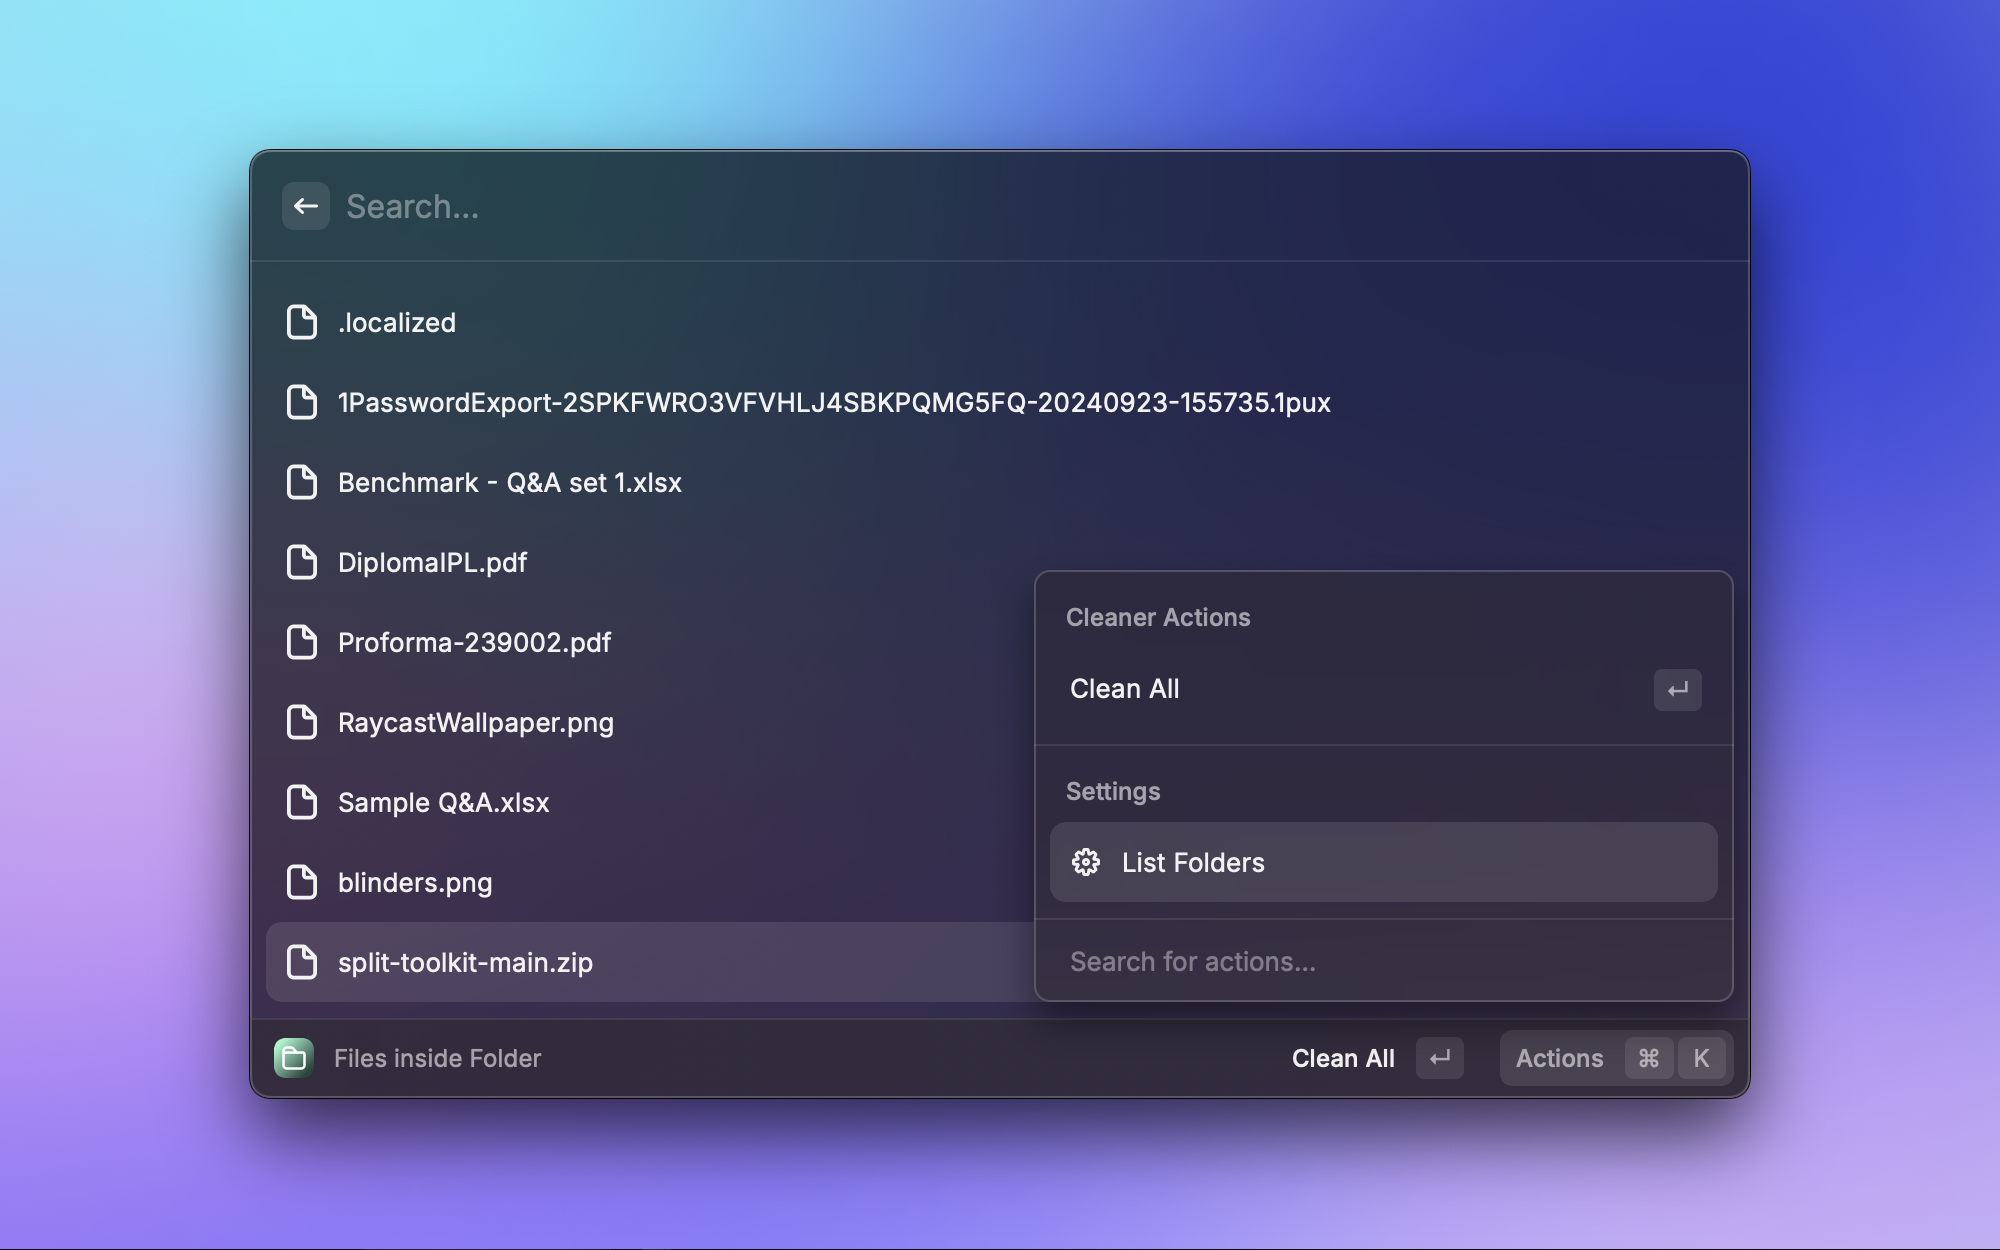 Search...
.localized
1PasswordExport-2SPKFWRO3VFVHLJ4SBKPQMG5FQ-20240923-155735.1pux
Benchmark - Q&A set 1.xlsx
DiplomaIPL.pdf
Proforma-239002.pdf
RaycastWallpaper.png
Sample Q&A.xlsx
blinders.png
split-toolkit-main.zip
Cleaner Actions
Clean All ↵
Settings
List Folders
Search for actions...
Files inside Folder
Clean All ↵
Actions ⌘ K